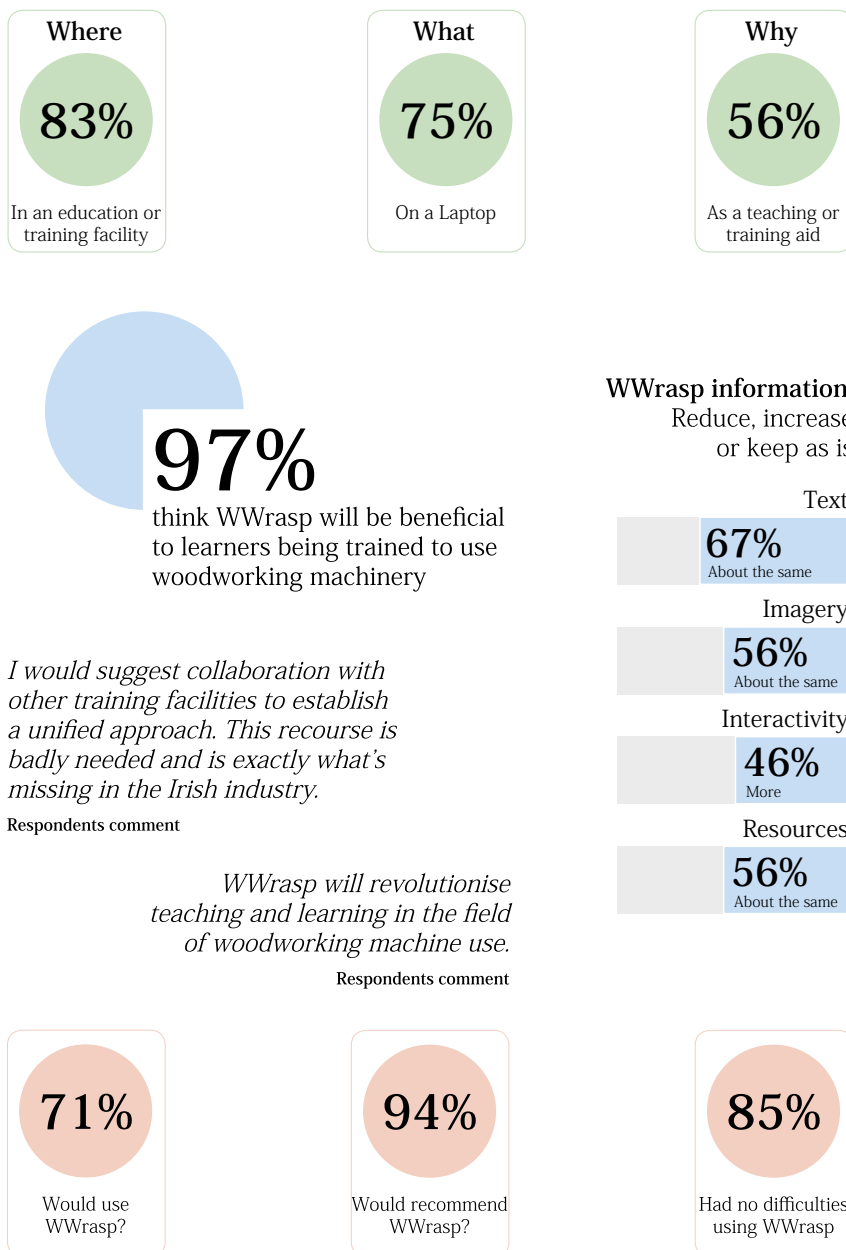 Where
83%
In an education or
training facility
What
75%
On a Laptop
Why
56%
As a teaching or
training aid
97%
think WWrasp will be beneficial
to learners being trained to use
woodworking machinery
WWrasp information
Reduce, increase
or keep as is
Text
67%
About the same
Imagery
56%
About the same
Interactivity
46%
More
Resources
56%
About the same
I would suggest collaboration with
other training facilities to establish
a unified approach. This recourse is
badly needed and is exactly what's
missing in the Irish industry.
Respondents comment
WWrasp will revolutionise
teaching and learning in the field
of woodworking machine use.
Respondents comment
71%
Would use
WWrasp?
94%
Would recommend
WWrasp?
85%
Had no difficulties
using WWrasp